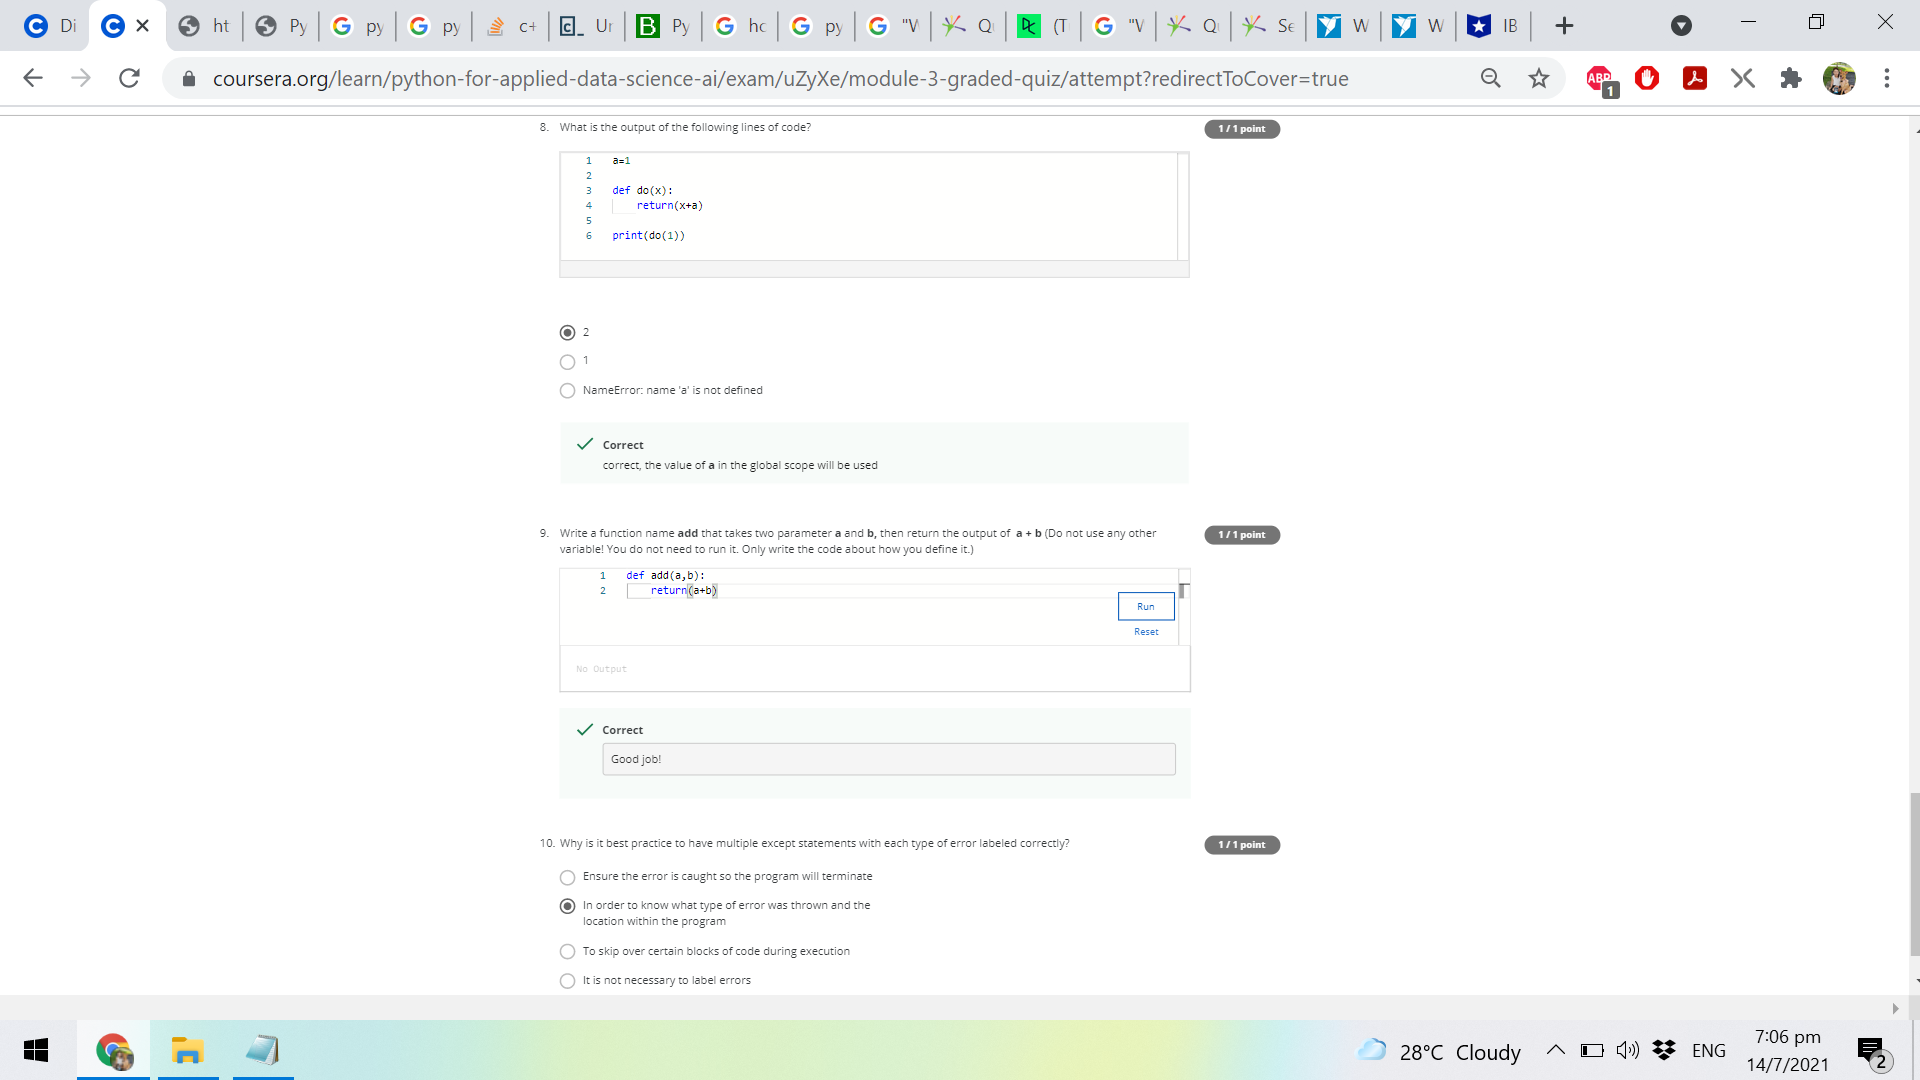 Di
ht
Py
py
py
c+
Ur
Py
hc
py
"V
Q
(T
"V
Q
Se
W
W
IB
coursera.org/learn/python-for-applied-data-science-ai/exam/uZyXe/module-3-graded-quiz/attempt?redirectToCover=true
ABP
1
8. What is the output of the following lines of code?
1/1 point
1 a=1
2
3 def do(x):
4 return(x+a)
5
6 print(do(1))
2
1
NameError: name 'a' is not defined
Correct
correct, the value of a in the global scope will be used
9. Write a function name add that takes two parameter a and b, then return the output of a + b (Do not use any other
variable! You do not need to run it. Only write the code about how you define it.)
1/1 point
1 def add(a,b):
2 return(a+b)
Run
Reset
No Output
Correct
Good job!
10. Why is it best practice to have multiple except statements with each type of error labeled correctly?
1/1 point
Ensure the error is caught so the program will terminate
In order to know what type of error was thrown and the
location within the program
To skip over certain blocks of code during execution
It is not necessary to label errors
28°C Cloudy
ENG
7:06 pm
14/7/2021
2